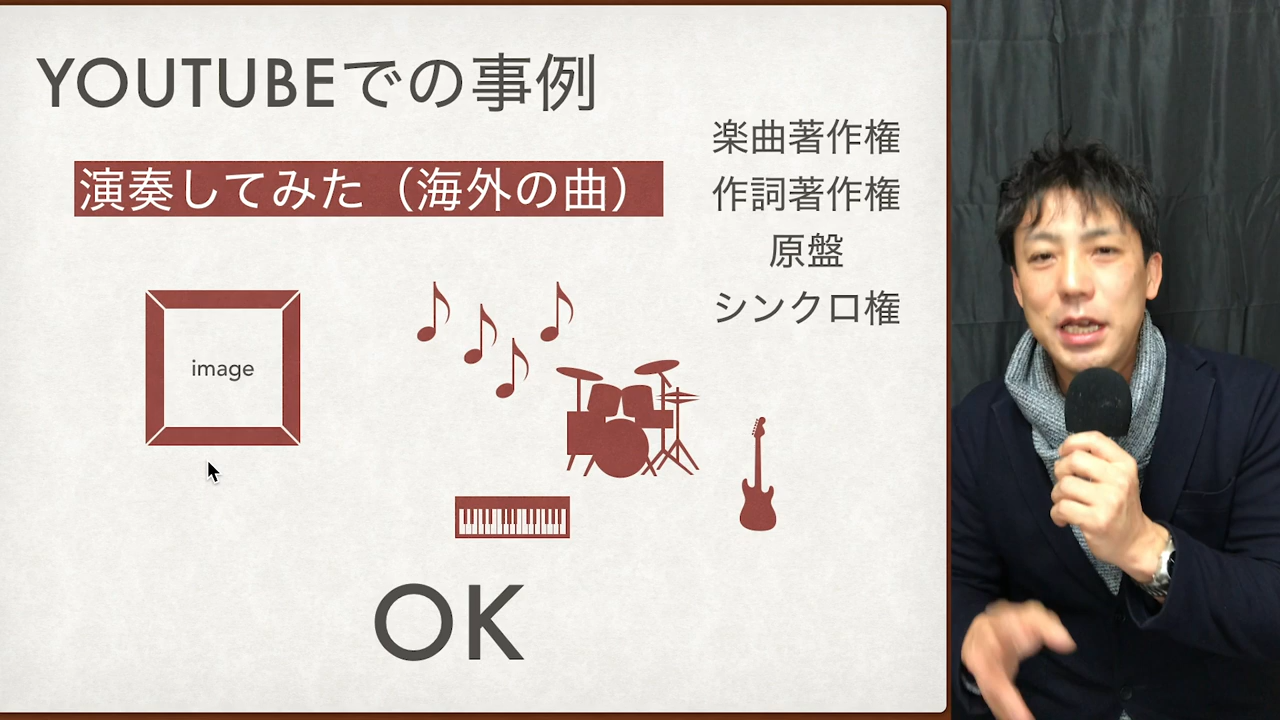 YOUTUBEでの事例
演奏してみた（海外の曲）
楽曲著作権
作詞著作権
原盤
シンクロ権
image
OK